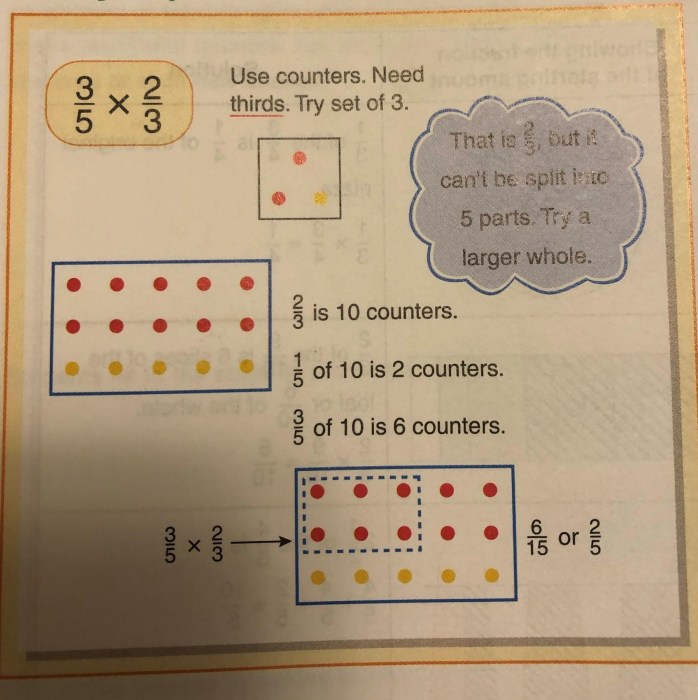 3/5 × 2/3
Use counters. Need
thirds. Try set of 3.
That is 2/3, but it
can't be split into
5 parts. Try a
larger whole.
2/3 is 10 counters.
1/5 of 10 is 2 counters.
3/5 of 10 is 6 counters.
3/5 × 2/3
6/15 or 2/5